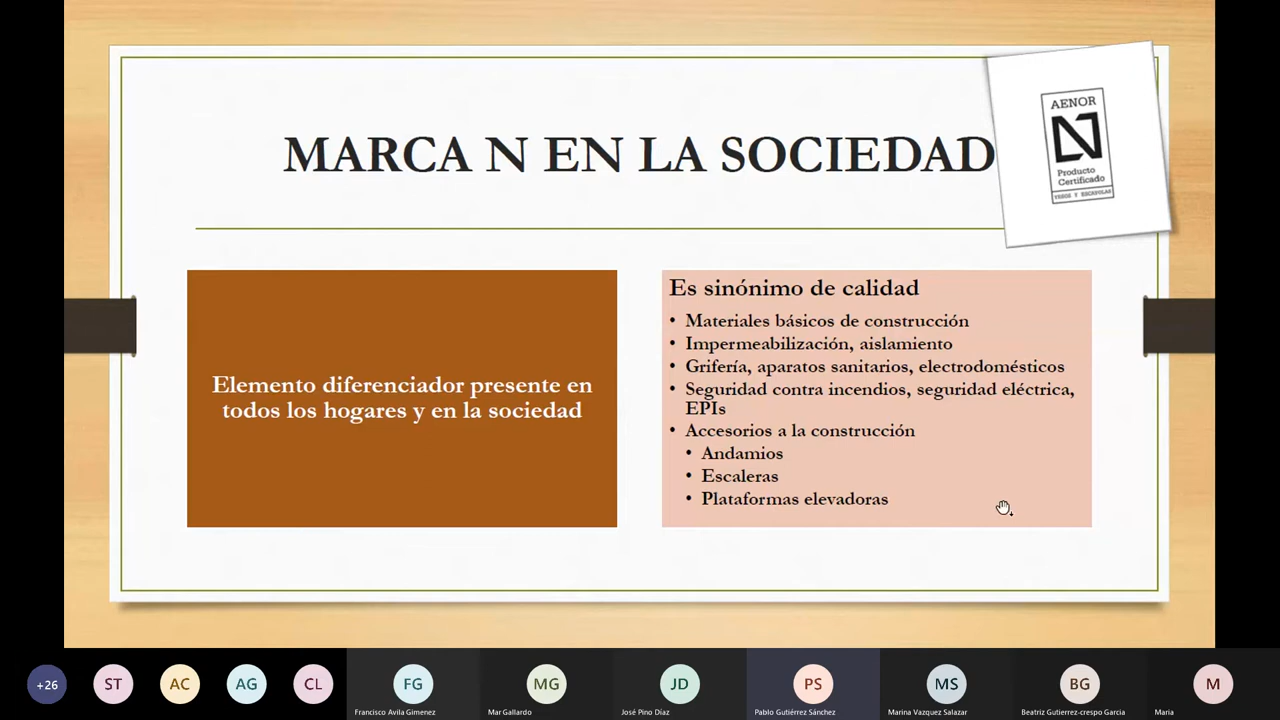 MARCA N EN LA SOCIEDAD
AENOR
Producto
Certificado
YESOS Y ESCAYOLAS
Elemento diferenciador presente en
todos los hogares y en la sociedad
Es sinónimo de calidad
• Materiales básicos de construcción
• Impermeabilización, aislamiento
• Grifería, aparatos sanitarios, electrodomésticos
• Seguridad contra incendios, seguridad eléctrica,
EPIs
• Accesorios a la construcción
• Andamios
• Escaleras
• Plataformas elevadoras
+26
ST
AC
AG
CL
FG
MG
JD
PS
MS
BG
M
Francisco Avila Gimenez
Mar Gallardo
José Pino Díaz
Pablo Gutiérrez Sánchez
Marina Vazquez Salazar
Beatriz Gutierrez-crespo Garcia
Maria